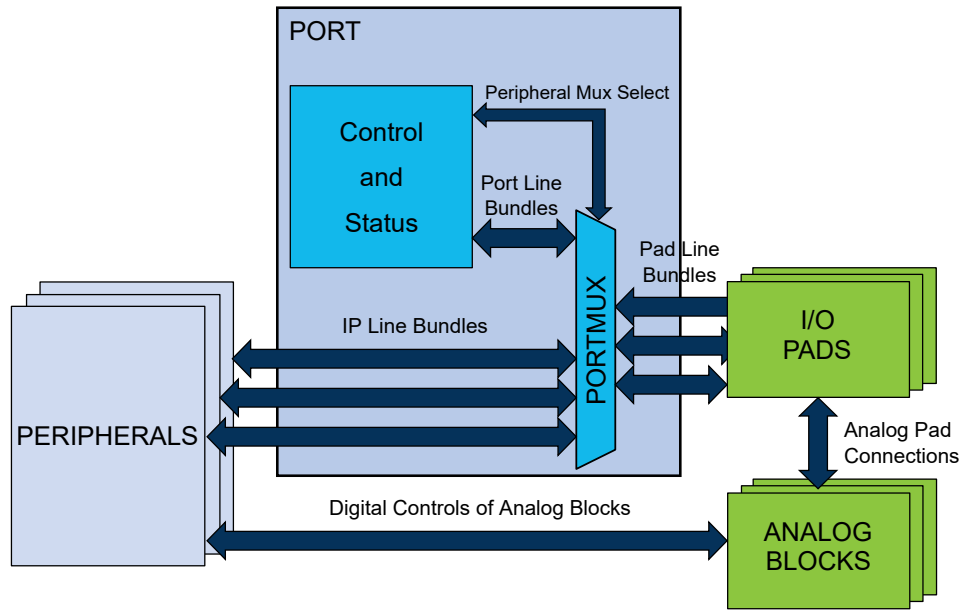 PORT
Peripheral Mux Select
Control
and
Status
Port Line
Bundles
Pad Line
Bundles
PORTMUX
I/O
PADS
IP Line Bundles
PERIPHERALS
Analog Pad
Connections
Digital Controls of Analog Blocks
ANALOG
BLOCKS